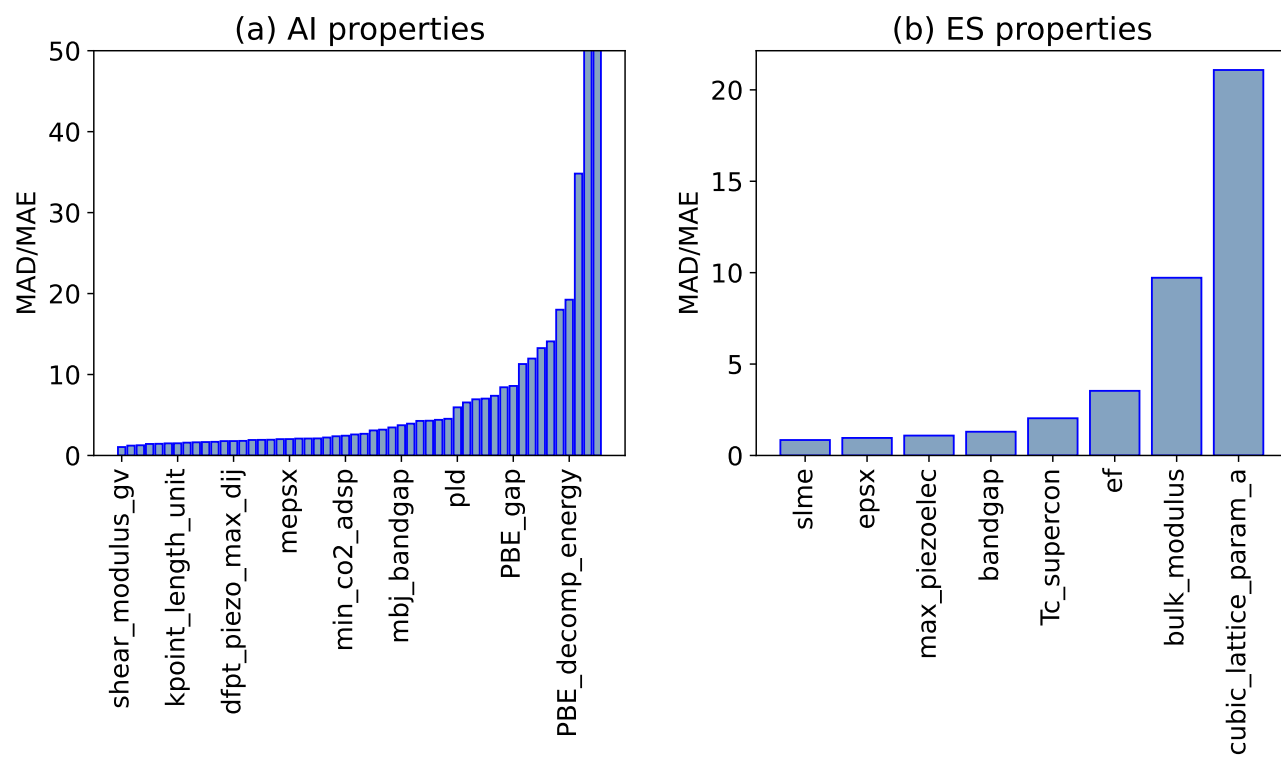 (a) AI properties
MAD/MAE
50
40
30
20
10
0
shear_modulus_gv
kpoint_length_unit
dfpt_piezo_max_dij
mepsx
min_co2_adsp
mbj_bandgap
pld
PBE_gap
PBE_decomp_energy
(b) ES properties
MAD/MAE
20
15
10
5
0
slme
epsx
max_piezoelec
bandgap
Tc_supercon
ef
bulk_modulus
cubic_lattice_param_a